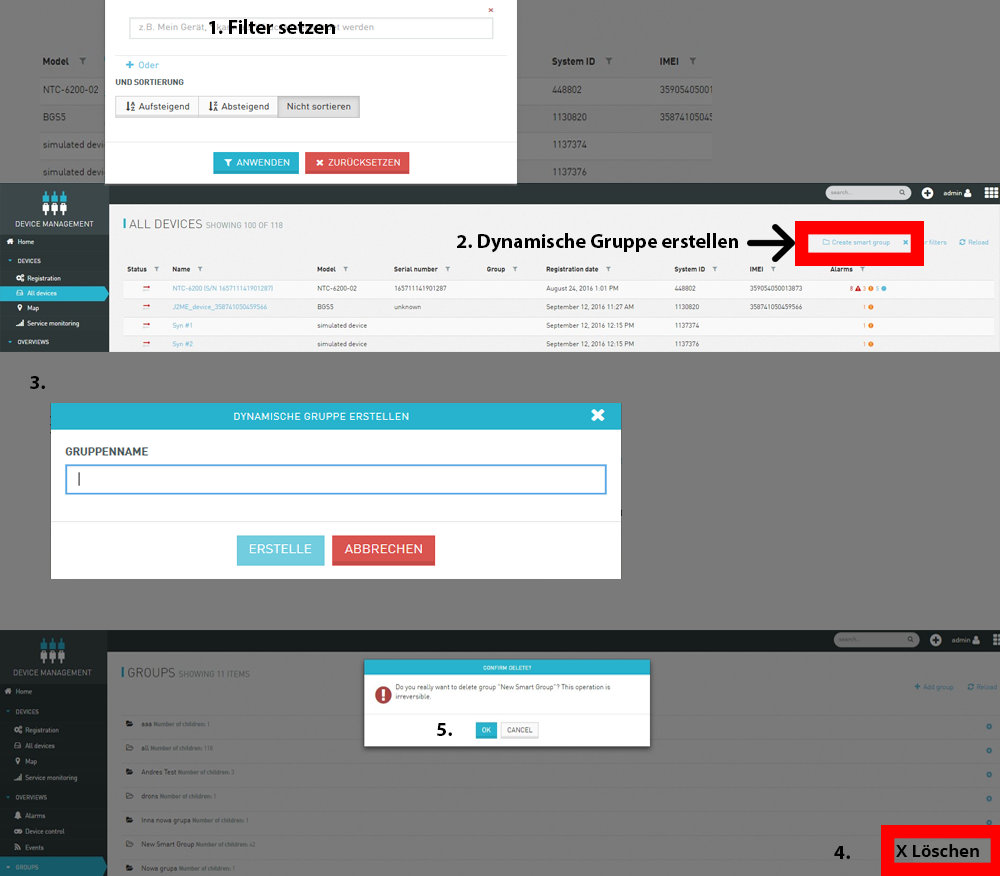 ×
z.B. Mein Gerät,
1. Filter setzen
werden
Model
System ID
IMEI
+ Oder
UND SORTIERUNG
NTC-6200-02
448802
35905405001
Aufsteigend
Absteigend
Nicht sortieren
BGS5
1130820
35874105045
simulated devi
1137374
ANWENDEN
ZURÜCKSETZEN
simulated devi
1137376
search...
admin
DEVICE MANAGEMENT
ALL DEVICES SHOWING 100 OF 118
2. Dynamische Gruppe erstellen
Create smart group
r filters
Reload
Home
DEVICES
Registration
All devices
Map
Service monitoring
OVERVIEWS
Status
Name
Model
Serial number
Group
Registration date
System ID
IMEI
Alarms
NTC-6200 (S/N 165711141901287)
NTC-6200-02
165711141901287
August 24, 2016 1:01 PM
448802
359054050013873
8 3 5
J2ME_device_358741050459566
BGS5
unknown
September 12, 2016 11:27 AM
1130820
358741050459566
1
Syn #1
simulated device
September 12, 2016 12:15 PM
1137374
1
Syn #2
simulated device
September 12, 2016 12:15 PM
1137376
1
3.
DYNAMISCHE GRUPPE ERSTELLEN
GRUPPENNAME
ERSTELLE
ABBRECHEN
search...
admin
DEVICE MANAGEMENT
GROUPS SHOWING 11 ITEMS
Add group
Reload
CONFIRM DELETE?
Do you really want to delete group "New Smart Group"? This operation is
irreversible.
5.
OK
CANCEL
Home
DEVICES
Registration
All devices
Map
Service monitoring
OVERVIEWS
Alarms
Device control
Events
GROUPS
aaa Number of children: 1
all Number of children: 118
Andres Test Number of children: 3
drons Number of children: 1
Inna nowa grupa Number of children: 1
New Smart Group Number of children: 42
Nowa grupa Number of children: 1
4.
X Löschen